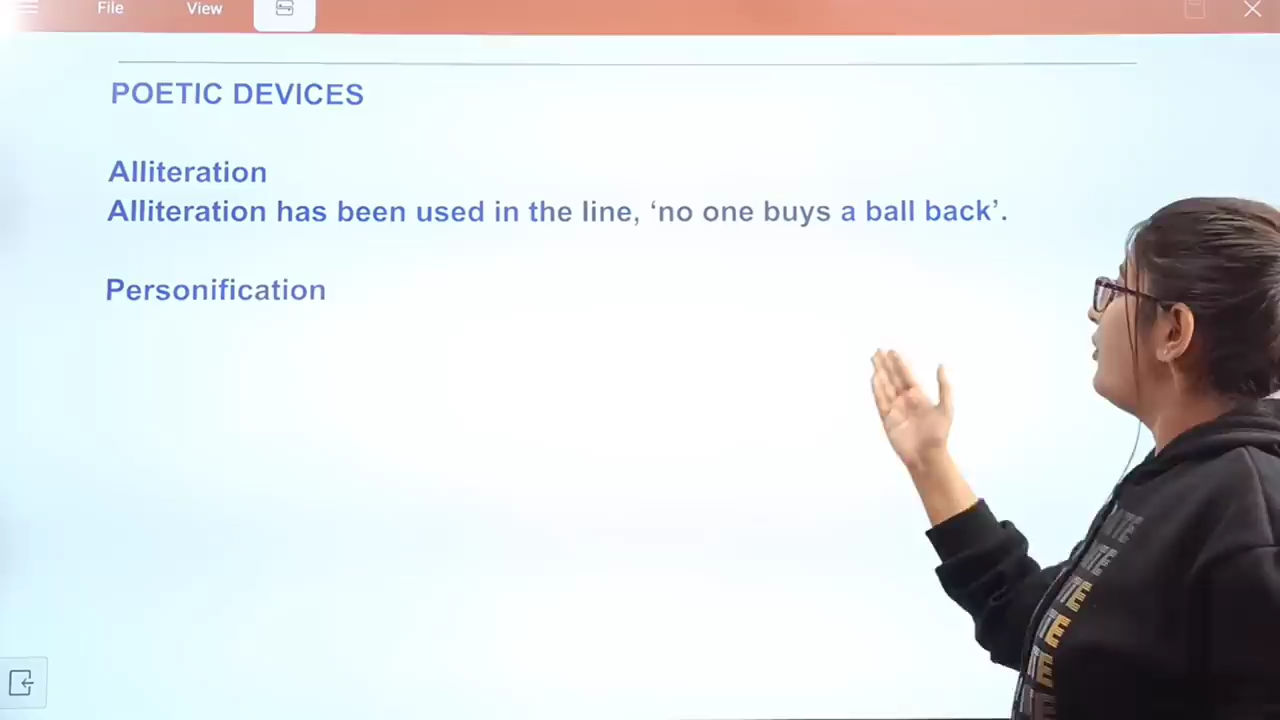 File View
POETIC DEVICES
Alliteration
Alliteration has been used in the line, ‘no one buys a ball back’.
Personification